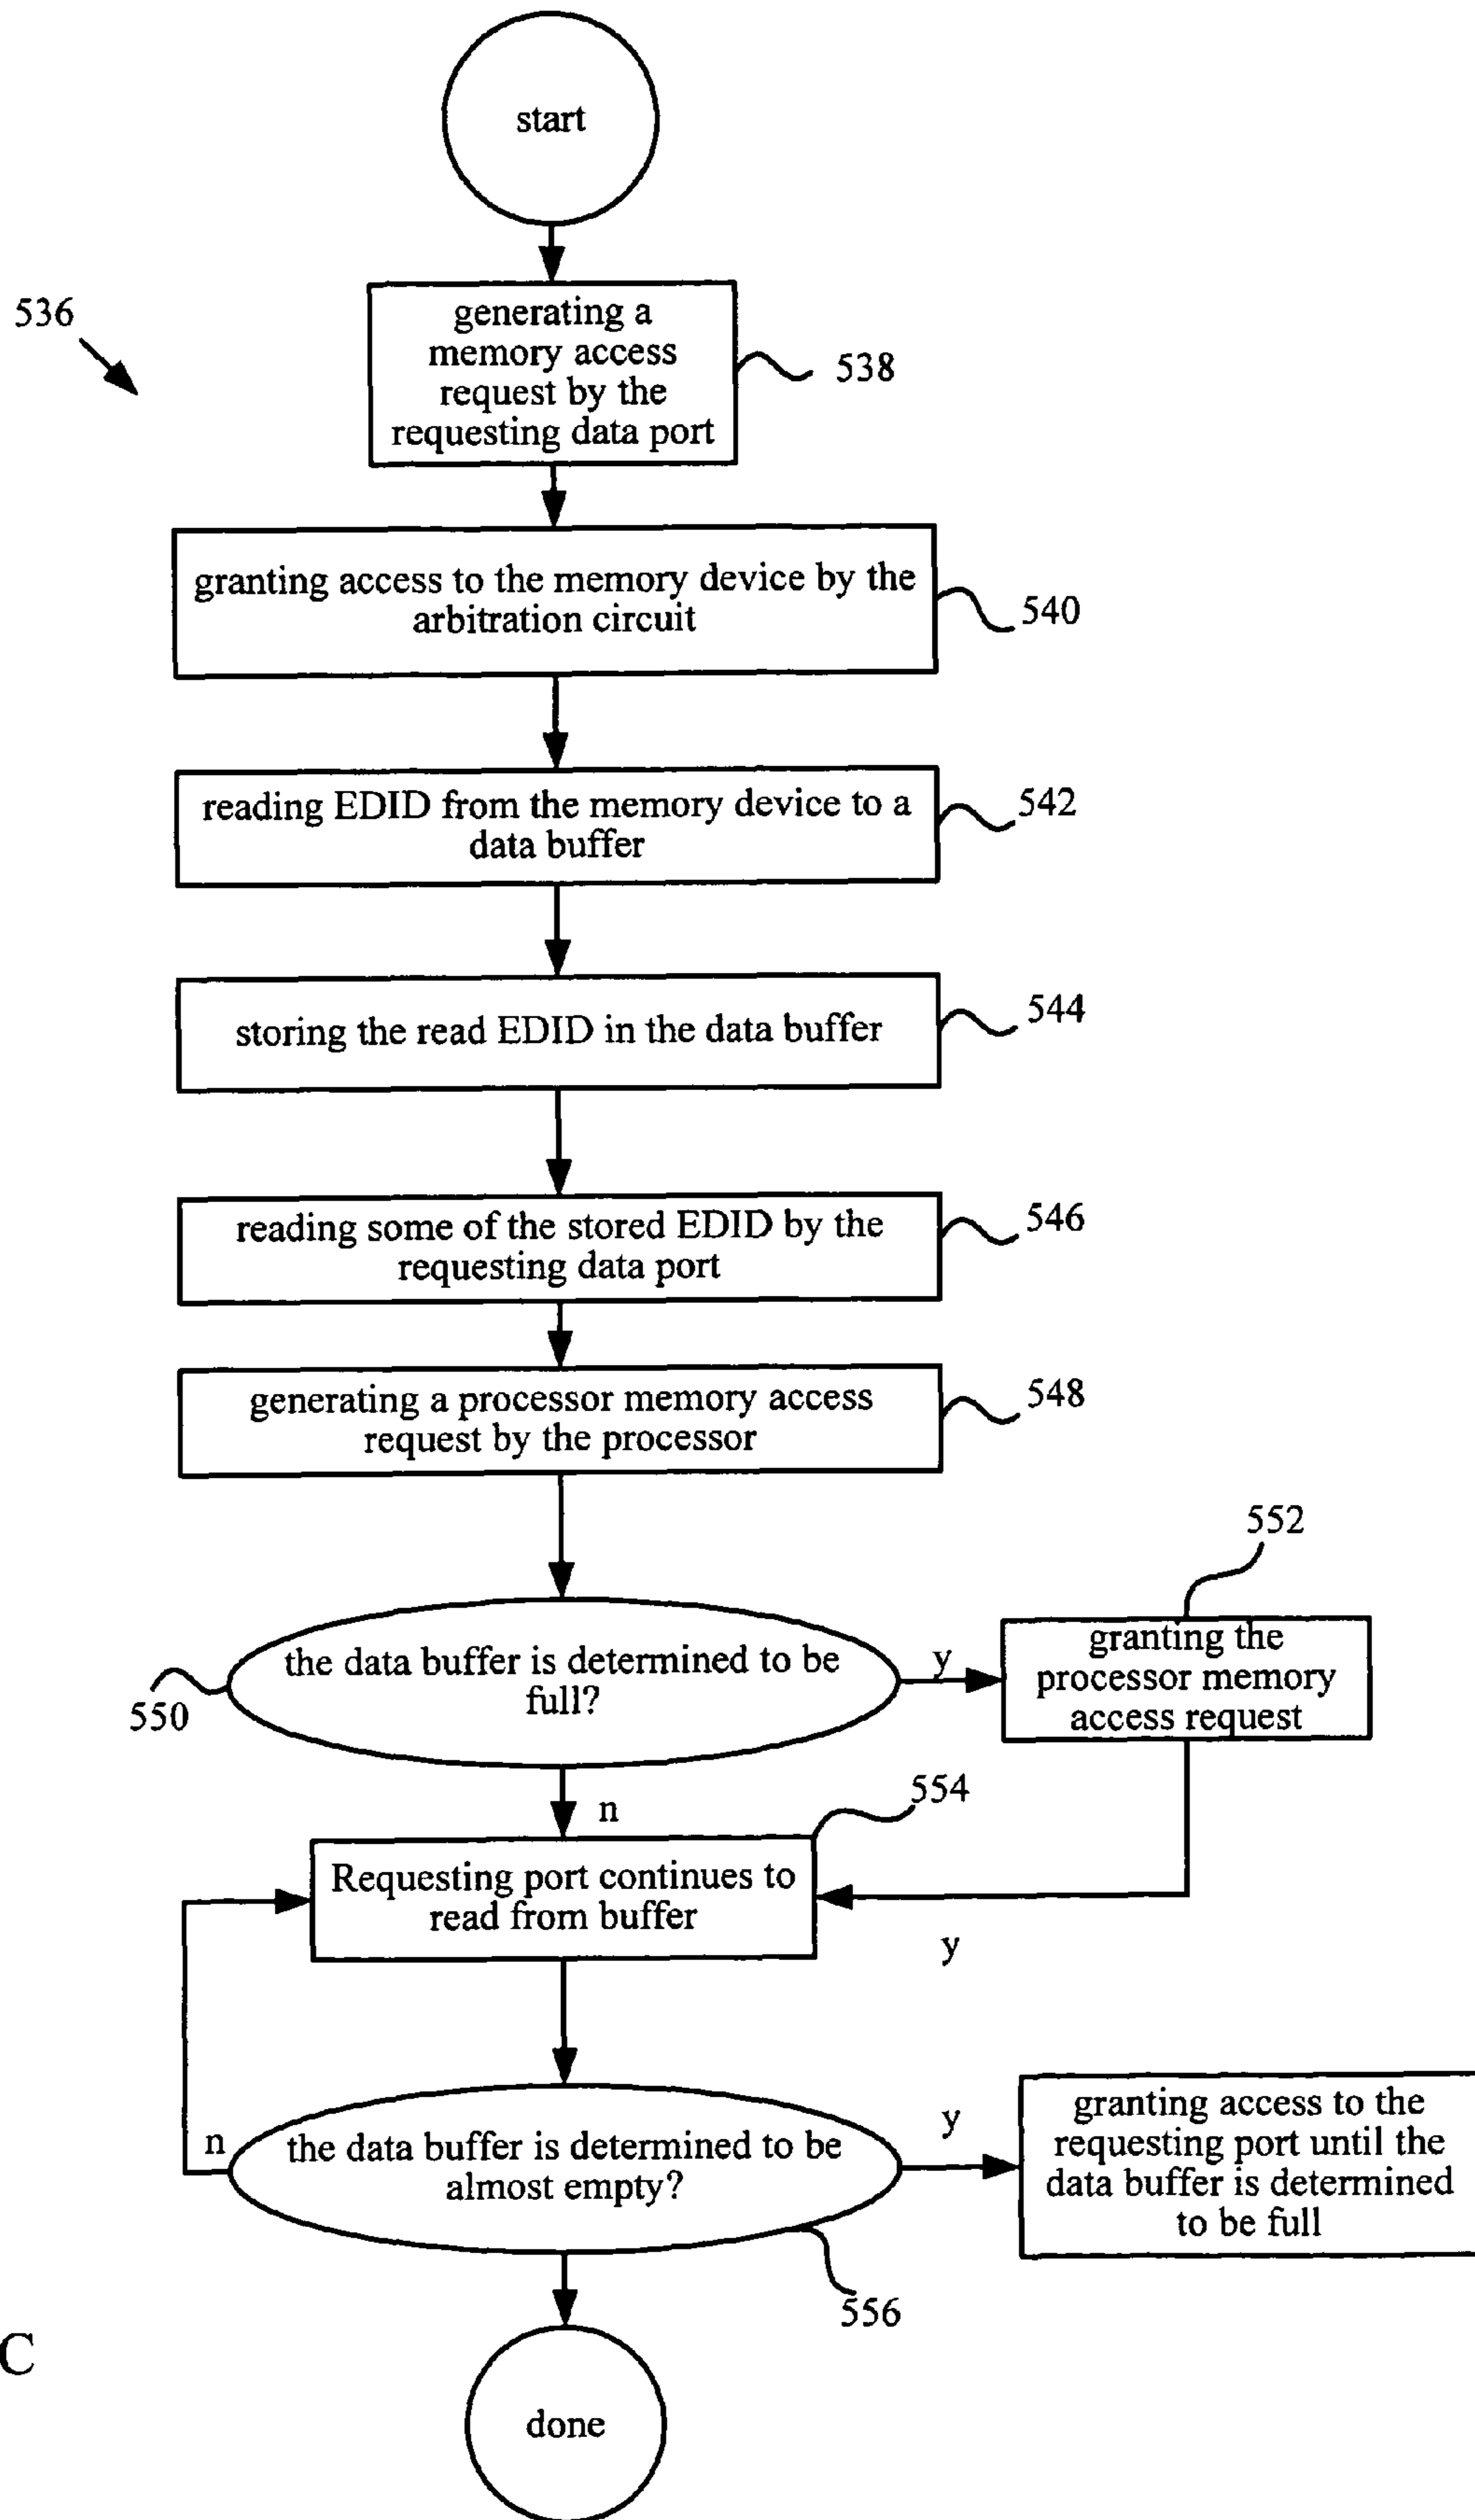 start
536
generating a
memory access
request by the
requesting data port
538
granting access to the memory device by the
arbitration circuit
540
reading EDID from the memory device to a
data buffer
542
storing the read EDID in the data buffer
544
reading some of the stored EDID by the
requesting data port
546
generating a processor memory access
request by the processor
548
552
the data buffer is determined to be
full?
550
y
granting the
processor memory
access request
n
554
Requesting port continues to
read from buffer
y
n
the data buffer is determined to be
almost empty?
y
granting access to the
requesting port until the
data buffer is determined
to be full
556
C
done